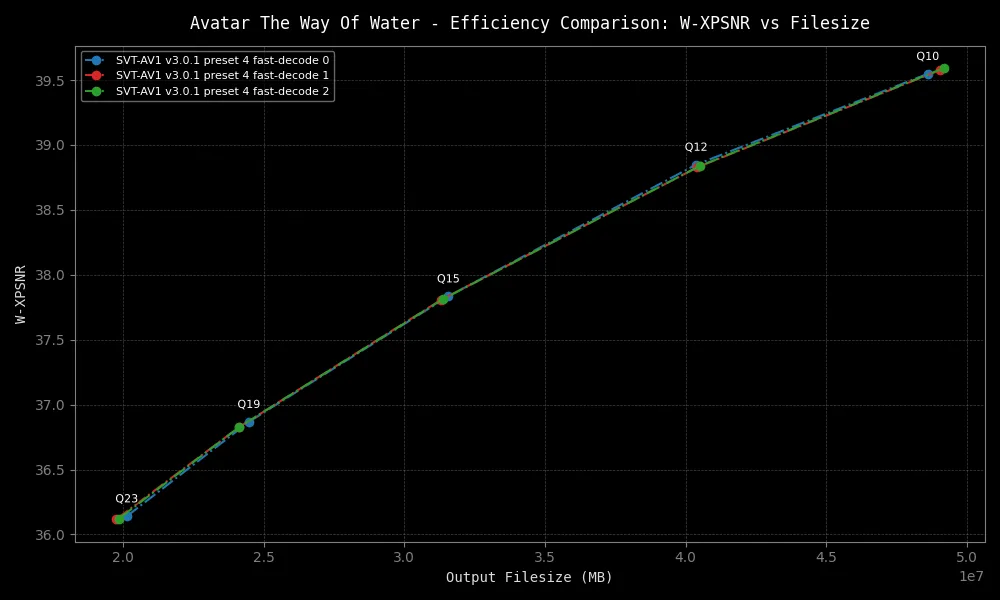 Avatar The Way Of Water - Efficiency Comparison: W-XPSNR vs Filesize
SVT-AV1 v3.0.1 preset 4 fast-decode 0
SVT-AV1 v3.0.1 preset 4 fast-decode 1
SVT-AV1 v3.0.1 preset 4 fast-decode 2
Q10
Q12
Q15
Q19
Q23
39.5
39.0
38.5
38.0
37.5
37.0
36.5
36.0
W-XPSNR
2.0 2.5 3.0 3.5 4.0 4.5 5.0
1e7
Output Filesize (MB)